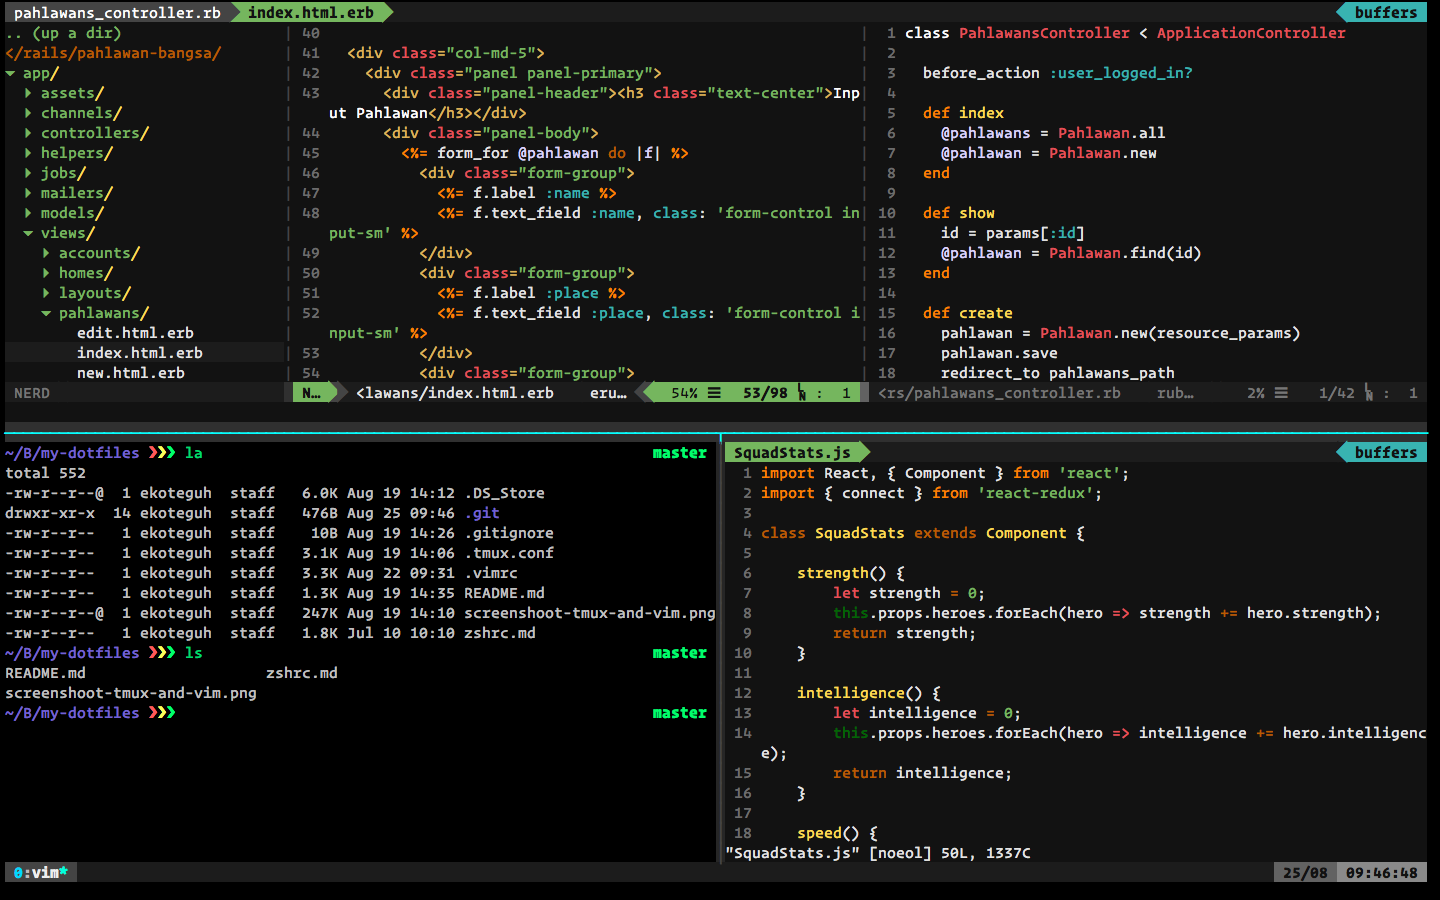 pahlawans_controller.rb index.html.erb buffers
.. (up a dir)
</rails/pahlawan-bangsa/
▼ app/
▸ assets/
▸ channels/
▸ controllers/
▸ helpers/
▸ jobs/
▸ mailers/
▸ models/
▼ views/
▸ accounts/
▸ homes/
▸ layouts/
▼ pahlawans/
edit.html.erb
index.html.erb
new.html.erb
NERD
40
41 <div class="col-md-5">
42 <div class="panel panel-primary">
43 <div class="panel-header"><h3 class="text-center">Inp
ut Pahlawan</h3></div>
44 <div class="panel-body">
45 <%= form_for @pahlawan do |f| %>
46 <div class="form-group">
47 <%= f.label :name %>
48 <%= f.text_field :name, class: 'form-control in
put-sm' %>
49 </div>
50 <div class="form-group">
51 <%= f.label :place %>
52 <%= f.text_field :place, class: 'form-control i
nput-sm' %>
53 </div>
54 <div class="form-group">
N… <lawans/index.html.erb eru… 54% ☰ 53/98 ㏑ : 1
1 class PahlawansController < ApplicationController
2
3 before_action :user_logged_in?
4
5 def index
6 @pahlawans = Pahlawan.all
7 @pahlawan = Pahlawan.new
8 end
9
10 def show
11 id = params[:id]
12 @pahlawan = Pahlawan.find(id)
13 end
14
15 def create
16 pahlawan = Pahlawan.new(resource_params)
17 pahlawan.save
18 redirect_to pahlawans_path
<rs/pahlawans_controller.rb rub… 2% ☰ 1/42 ㏑ : 1
~/B/my-dotfiles ❯❯❯ la master
total 552
-rw-r--r--@ 1 ekoteguh staff 6.0K Aug 19 14:12 .DS_Store
drwxr-xr-x 14 ekoteguh staff 476B Aug 25 09:46 .git
-rw-r--r-- 1 ekoteguh staff 10B Aug 19 14:26 .gitignore
-rw-r--r-- 1 ekoteguh staff 3.1K Aug 19 14:06 .tmux.conf
-rw-r--r-- 1 ekoteguh staff 3.3K Aug 22 09:31 .vimrc
-rw-r--r-- 1 ekoteguh staff 1.3K Aug 19 14:35 README.md
-rw-r--r--@ 1 ekoteguh staff 247K Aug 19 14:10 screenshoot-tmux-and-vim.png
-rw-r--r-- 1 ekoteguh staff 1.8K Jul 10 10:10 zshrc.md
~/B/my-dotfiles ❯❯❯ ls master
README.md zshrc.md
screenshoot-tmux-and-vim.png
~/B/my-dotfiles ❯❯❯ master
SquadStats.js buffers
1 import React, { Component } from 'react';
2 import { connect } from 'react-redux';
3
4 class SquadStats extends Component {
5
6 strength() {
7 let strength = 0;
8 this.props.heroes.forEach(hero => strength += hero.strength);
9 return strength;
10 }
11
12 intelligence() {
13 let intelligence = 0;
14 this.props.heroes.forEach(hero => intelligence += hero.intelligenc
e);
15 return intelligence;
16 }
17
18 speed() {
"SquadStats.js" [noeol] 50L, 1337C
0:vim* 25/08 09:46:48